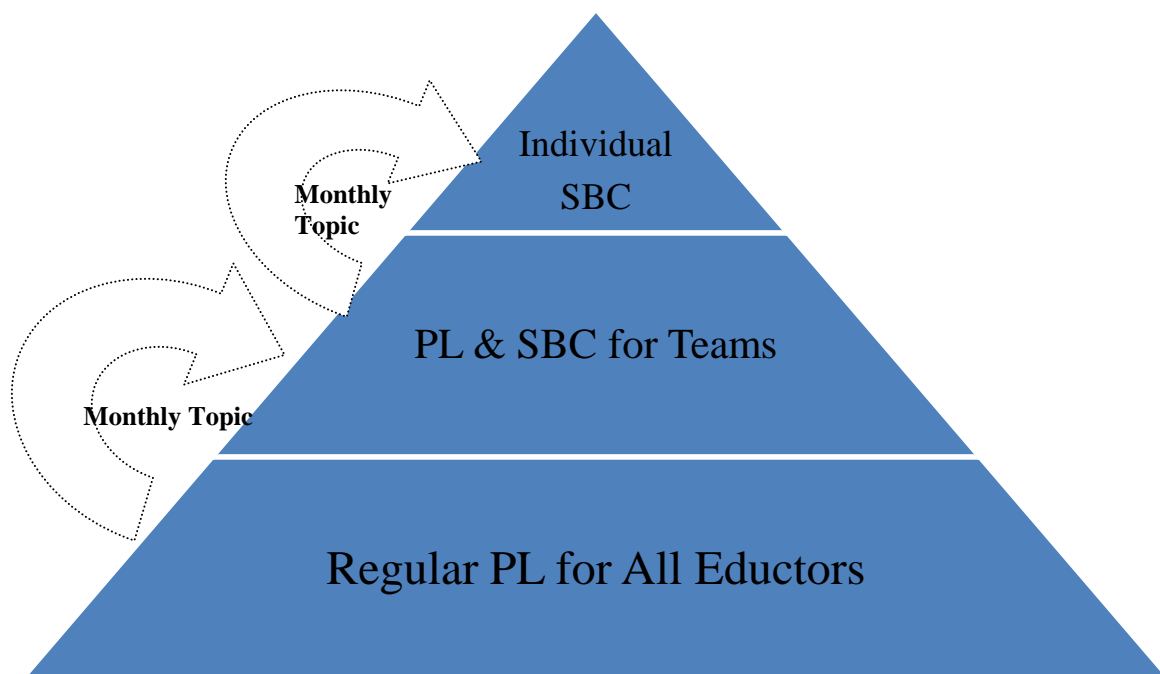 Individual
SBC
Monthly
Topic
PL & SBC for Teams
Monthly Topic
Regular PL for All Eductors